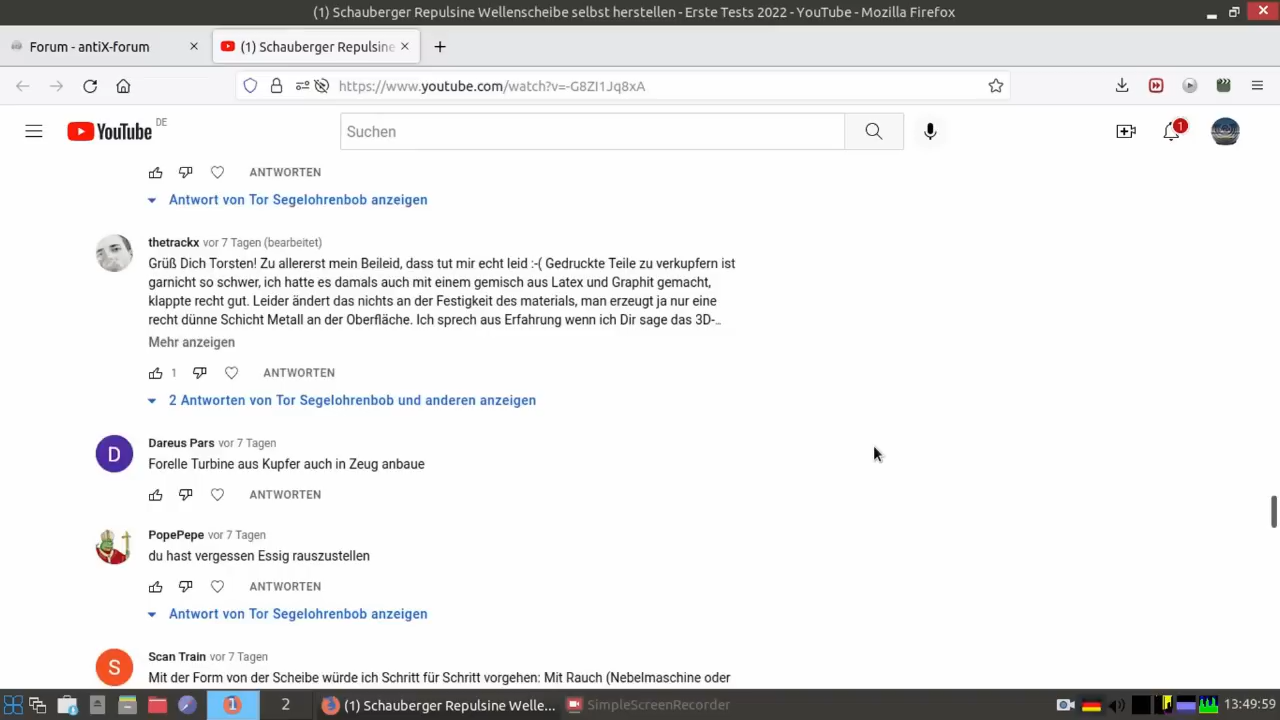 (1) Schauberger Repulsine Wellenscheibe selbst herstellen - Erste Tests 2022 - YouTube - Mozilla Firefox
Forum - antiX-forum
(1) Schauberger Repulsine
https://www.youtube.com/watch?v=-G8ZI1Jq8xA
YouTube DE
Suchen
1
ANTWORTEN
Antwort von Tor Segelohrenbob anzeigen
thetrackx vor 7 Tagen (bearbeitet)
Grüß Dich Torsten! Zu allererst mein Beileid, dass tut mir echt leid :-( Gedruckte Teile zu verkupfern ist
garnicht so schwer, ich hatte es damals auch mit einem gemisch aus Latex und Graphit gemacht,
klappte recht gut. Leider ändert das nichts an der Festigkeit des materials, man erzeugt ja nur eine
recht dünne Schicht Metall an der Oberfläche. Ich sprech aus Erfahrung wenn ich Dir sage das 3D-...
Mehr anzeigen
1 ANTWORTEN
2 Antworten von Tor Segelohrenbob und anderen anzeigen
D
Dareus Pars vor 7 Tagen
Forelle Turbine aus Kupfer auch in Zeug anbaue
ANTWORTEN
PopePepe vor 7 Tagen
du hast vergessen Essig rauszustellen
ANTWORTEN
Antwort von Tor Segelohrenbob anzeigen
S
Scan Train vor 7 Tagen
Mit der Form von der Scheibe würde ich Schritt für Schritt vorgehen: Mit Rauch (Nebelmaschine oder
1 2 (1) Schauberger Repulsine Welle... SimpleScreenRecorder 13:49:59